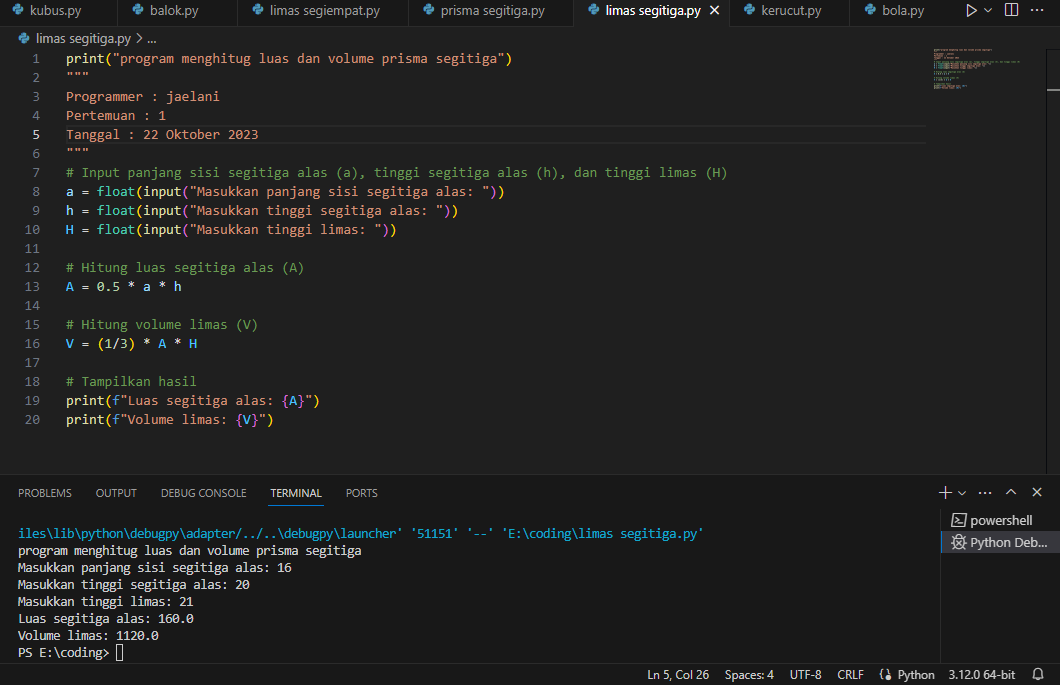 kubus.py balok.py limas segiempat.py prisma segitiga.py limas segitiga.py kerucut.py bola.py
limas segitiga.py > ...
1 print("program menghitug luas dan volume prisma segitiga")
2 """
3 Programmer : jaelani
4 Pertemuan : 1
5 Tanggal : 22 Oktober 2023
6 """
7 # Input panjang sisi segitiga alas (a), tinggi segitiga alas (h), dan tinggi limas (H)
8 a = float(input("Masukkan panjang sisi segitiga alas: "))
9 h = float(input("Masukkan tinggi segitiga alas: "))
10 H = float(input("Masukkan tinggi limas: "))
11
12 # Hitung luas segitiga alas (A)
13 A = 0.5 * a * h
14
15 # Hitung volume limas (V)
16 V = (1/3) * A * H
17
18 # Tampilkan hasil
19 print(f"Luas segitiga alas: {A}")
20 print(f"Volume limas: {V}")
PROBLEMS OUTPUT DEBUG CONSOLE TERMINAL PORTS
iles\lib\python\debugpy\adapter/../..\debugpy\launcher' '51151' '--' 'E:\coding\limas segitiga.py'
program menghitug luas dan volume prisma segitiga
Masukkan panjang sisi segitiga alas: 16
Masukkan tinggi segitiga alas: 20
Masukkan tinggi limas: 21
Luas segitiga alas: 160.0
Volume limas: 1120.0
PS E:\coding>
powershell
Python Deb...
Ln 5, Col 26 Spaces: 4 UTF-8 CRLF Python 3.12.0 64-bit